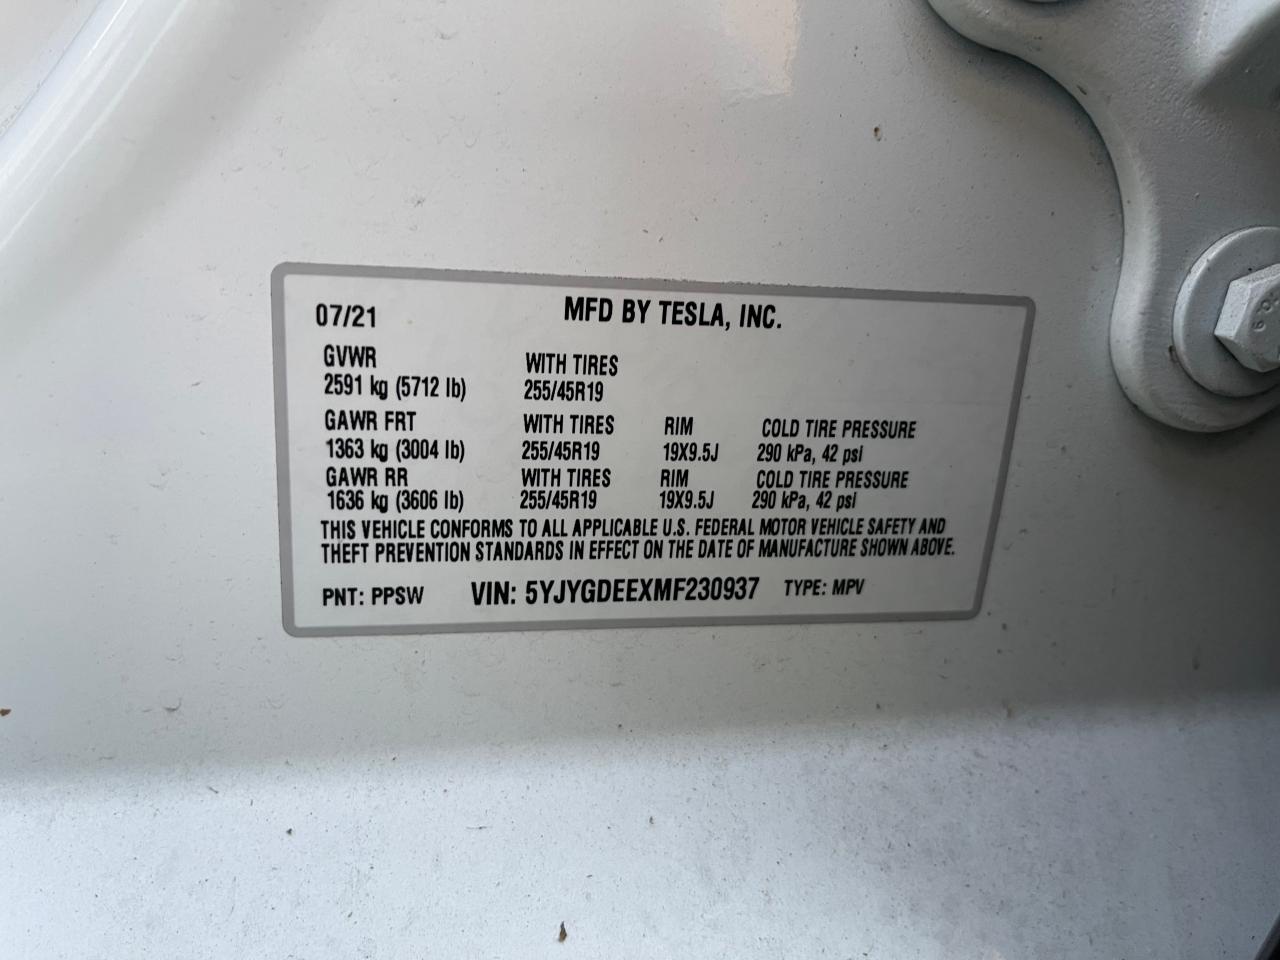 07/21 MFD BY TESLA, INC.
GVWR WITH TIRES
2591 kg (5712 lb) 255/45R19
GAWR FRT WITH TIRES RIM COLD TIRE PRESSURE
1363 kg (3004 lb) 255/45R19 19X9.5J 290 kPa, 42 psi
GAWR RR WITH TIRES RIM COLD TIRE PRESSURE
1636 kg (3606 lb) 255/45R19 19X9.5J 290 kPa, 42 psi
THIS VEHICLE CONFORMS TO ALL APPLICABLE U.S. FEDERAL MOTOR VEHICLE SAFETY AND
THEFT PREVENTION STANDARDS IN EFFECT ON THE DATE OF MANUFACTURE SHOWN ABOVE.
PNT: PPSW VIN: 5YJYGDEEXMF230937 TYPE: MPV